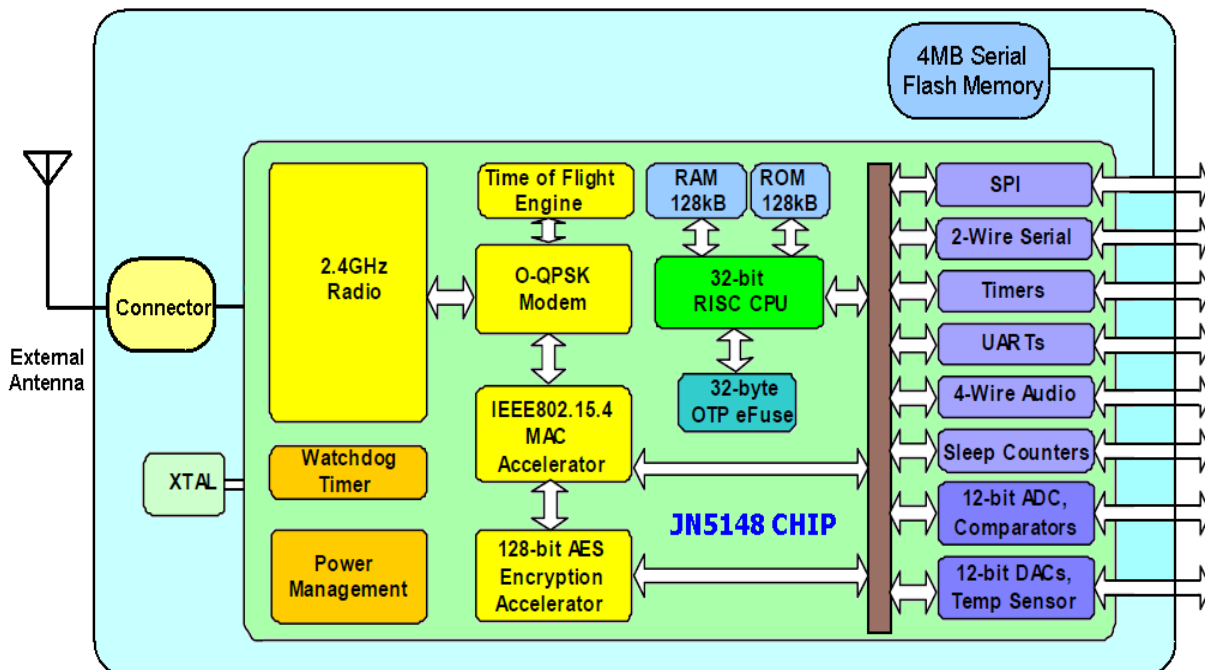 4MB Serial
Flash Memory
Time of Flight
Engine
RAM
128kB
ROM
128kB
SPI
2-Wire Serial
2.4GHz
Radio
O-QPSK
Modem
32-bit
RISC CPU
Timers
Connector
UARTs
External
Antenna
32-byte
OTP eFuse
4-Wire Audio
IEEE802.15.4
MAC
Accelerator
Sleep Counters
XTAL
Watchdog
Timer
12-bit ADC,
Comparators
JN5148 CHIP
Power
Management
128-bit AES
Encryption
Accelerator
12-bit DACs,
Temp Sensor